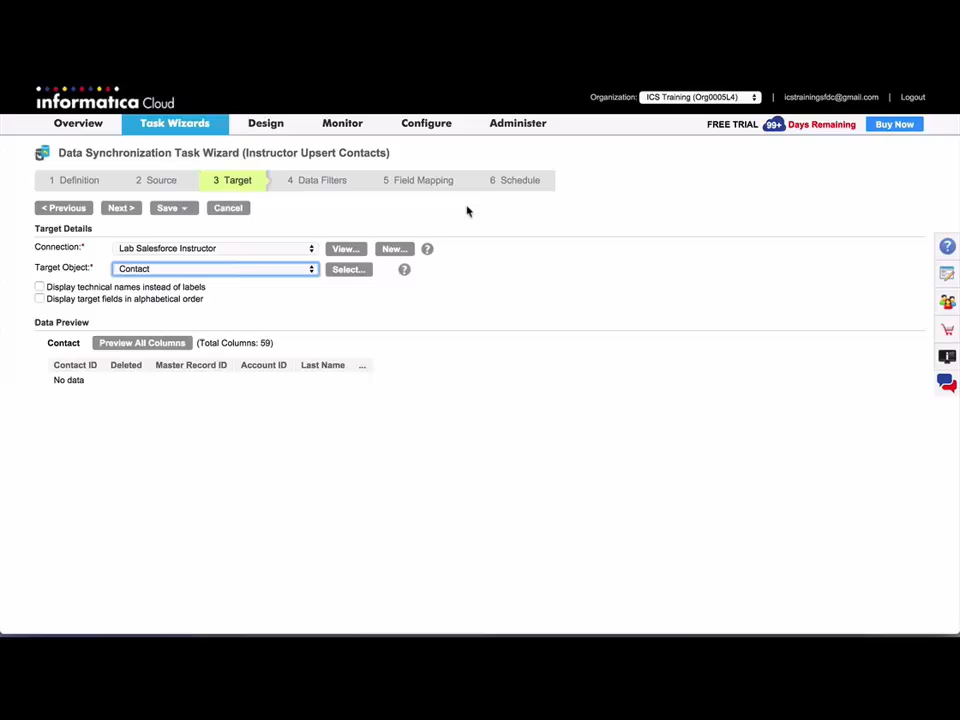 informatica Cloud
Organization: ICS Training (Org0005L4) | icstrainingsfdc@gmail.com | Logout
Overview Task Wizards Design Monitor Configure Administer FREE TRIAL 99+ Days Remaining Buy Now
Data Synchronization Task Wizard (Instructor Upsert Contacts)
1 Definition 2 Source 3 Target 4 Data Filters 5 Field Mapping 6 Schedule
< Previous Next > Save Cancel
Target Details
Connection:* Lab Salesforce Instructor View... New... ?
Target Object:* Contact Select... ?
Display technical names instead of labels
Display target fields in alphabetical order
Data Preview
Contact Preview All Columns (Total Columns: 59)
Contact ID Deleted Master Record ID Account ID Last Name ...
No data